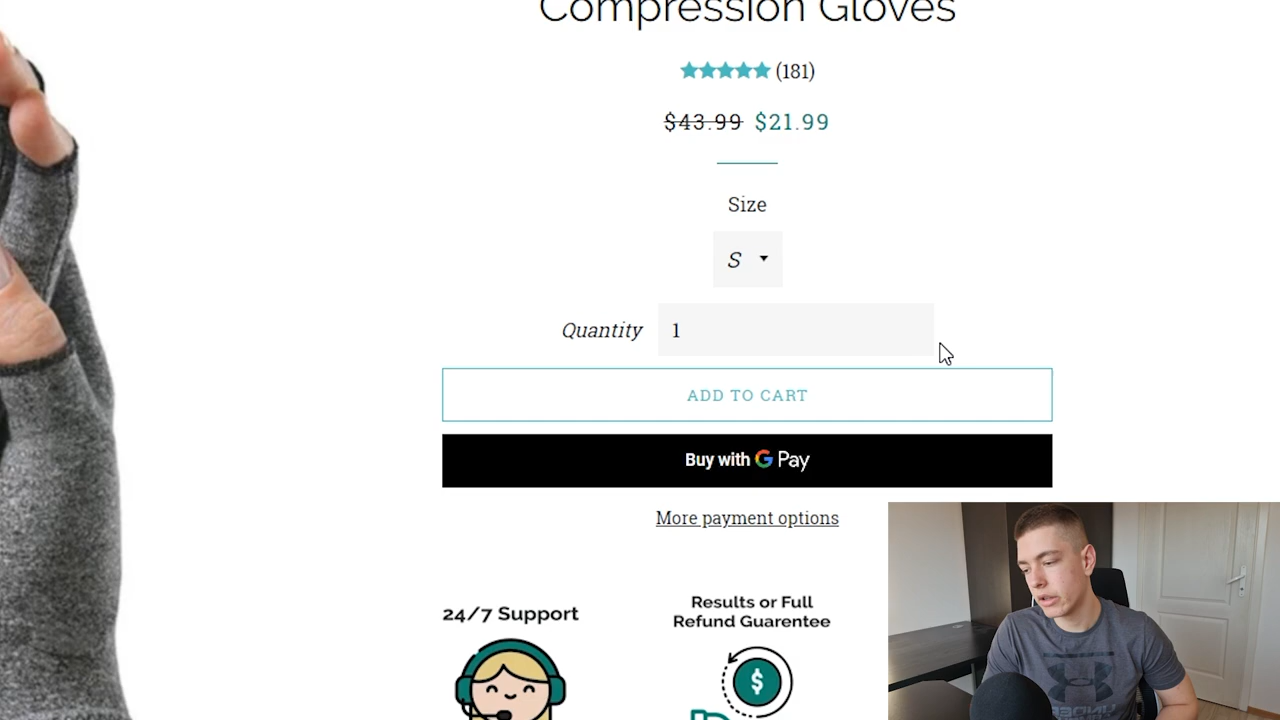 Compression Gloves
(181)
$43.99 $21.99
Size
S
Quantity 1
ADD TO CART
Buy with G Pay
More payment options
24/7 Support
Results or Full
Refund Guarentee
$